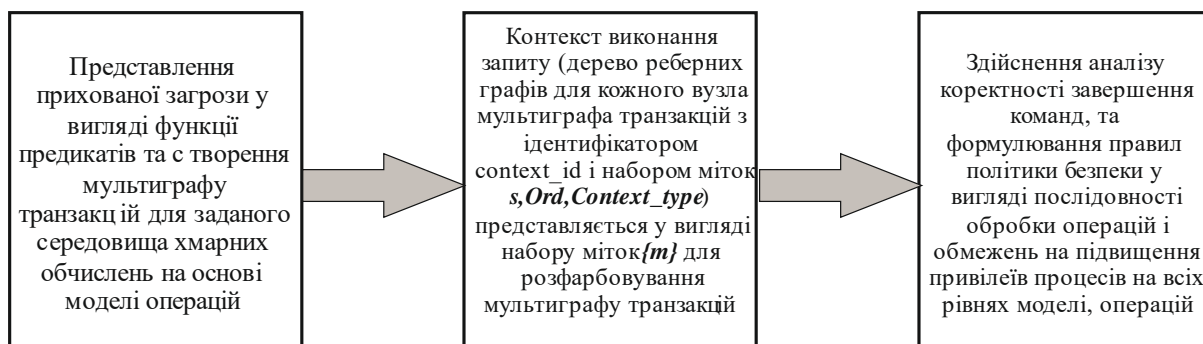 Представлення
прихованої загрози у
вигляді функції
предикатів та с творення
мультиграфу
транзакц ій для заданого
середовища хмарних
обчислень на основі
моделі операцій
Контекст виконання
запиту (дерево реберних
графів для кожного вузла
мультиграфа транзакцій з
ідентифікатором
context_id і набором міток
s,Ord,Context_type)
представляється у вигляді
набору міток{m} для
розфарбовування
мультиграфу транзакцій
Здійснення аналізу
коректності завершення
команд, та
формулювання правил
політики безпеки у
вигляді послідовності
обробки операцій і
обмежень на підвищення
привілеїв процесів на всіх
рівнях моделі, операцій